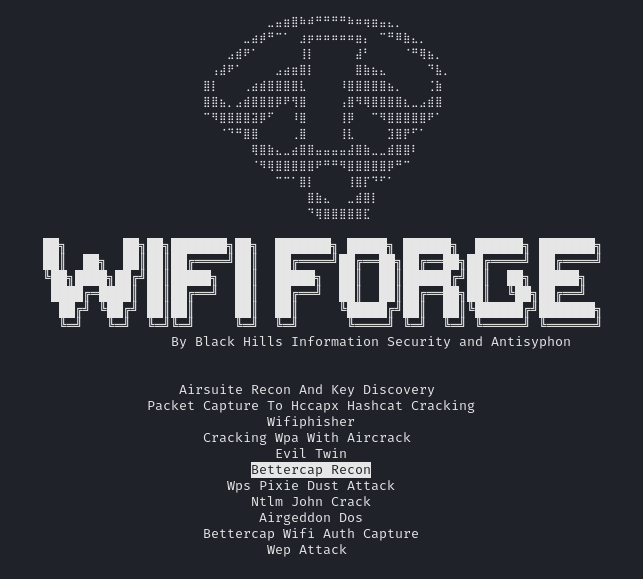 WIFI FORGE
By Black Hills Information Security and Antisyphon
Airsuite Recon And Key Discovery
Packet Capture To Hccapx Hashcat Cracking
Wifiphisher
Cracking Wpa With Aircrack
Evil Twin
Bettercap Recon
Wps Pixie Dust Attack
Ntlm John Crack
Airgeddon Dos
Bettercap Wifi Auth Capture
Wep Attack